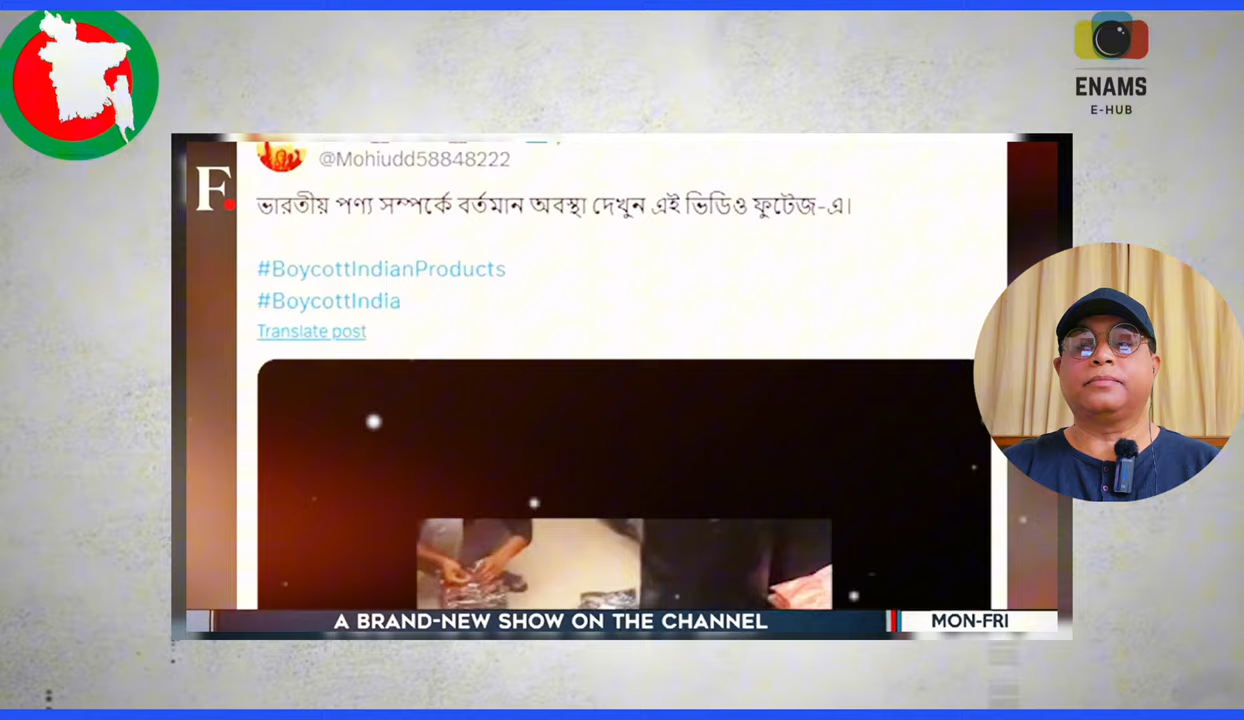 ENAMS
E-HUB
F.
@Mohiudd58848222
ভারতীয় পণ্য সম্পর্কে বর্তমান অবস্থা দেখুন এই ভিডিও ফুটেজ-এ।
#BoycottIndianProducts
#BoycottIndia
Translate post
A BRAND-NEW SHOW ON THE CHANNEL
MON-FRI